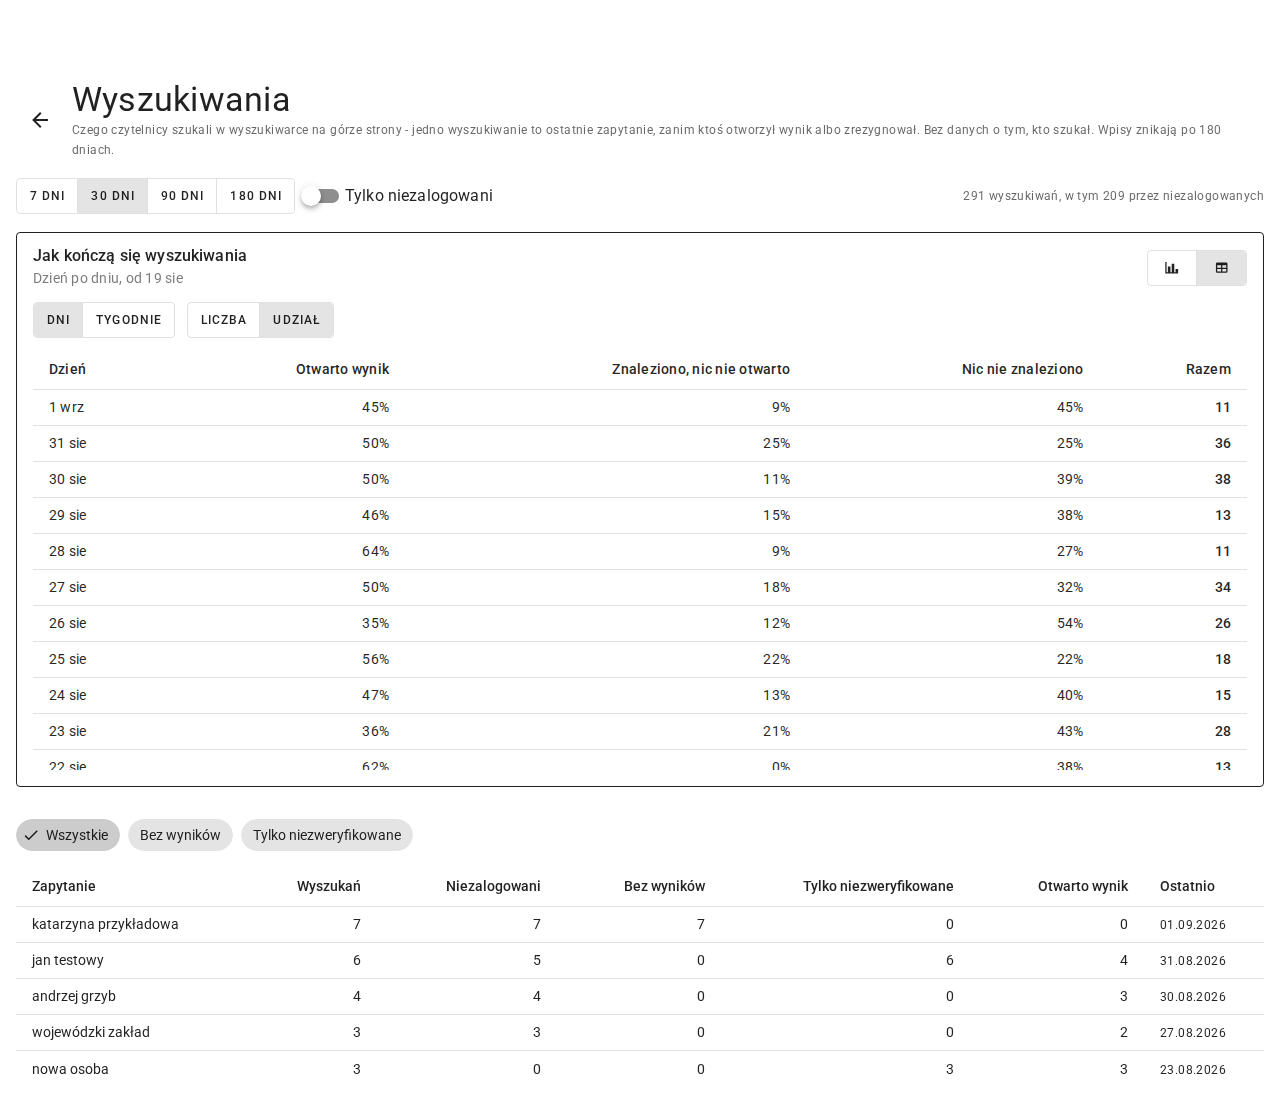 Wyszukiwania
Czego czytelnicy szukali w wyszukiwarce na górze strony - jedno wyszukiwanie to ostatnie zapytanie, zanim ktoś otworzył wynik albo zrezygnował. Bez danych o tym, kto szukał. Wpisy znikają po 180
dniach.
7 DNI 30 DNI 90 DNI 180 DNI Tylko niezalogowani 291 wyszukiwań, w tym 209 przez niezalogowanych
Jak kończą się wyszukiwania
Dzień po dniu, od 19 sie
DNI TYGODNIE LICZBA UDZIAŁ
Dzień Otwarto wynik Znaleziono, nic nie otwarto Nic nie znaleziono Razem
1 wrz 45% 9% 45% 11
31 sie 50% 25% 25% 36
30 sie 50% 11% 39% 38
29 sie 46% 15% 38% 13
28 sie 64% 9% 27% 11
27 sie 50% 18% 32% 34
26 sie 35% 12% 54% 26
25 sie 56% 22% 22% 18
24 sie 47% 13% 40% 15
23 sie 36% 21% 43% 28
22 sie 62% 0% 38% 13
Wszystkie Bez wyników Tylko niezweryfikowane
Zapytanie Wyszukań Niezalogowani Bez wyników Tylko niezweryfikowane Otwarto wynik Ostatnio
katarzyna przykładowa 7 7 7 0 0 01.09.2026
jan testowy 6 5 0 6 4 31.08.2026
andrzej grzyb 4 4 0 0 3 30.08.2026
wojewódzki zakład 3 3 0 0 2 27.08.2026
nowa osoba 3 0 0 3 3 23.08.2026